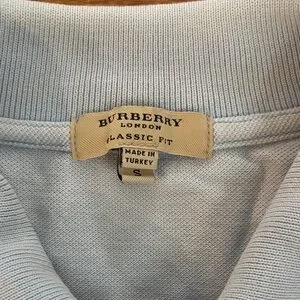 BURBERRY
LONDON
CLASSIC FIT
MADE IN
TURKEY
S